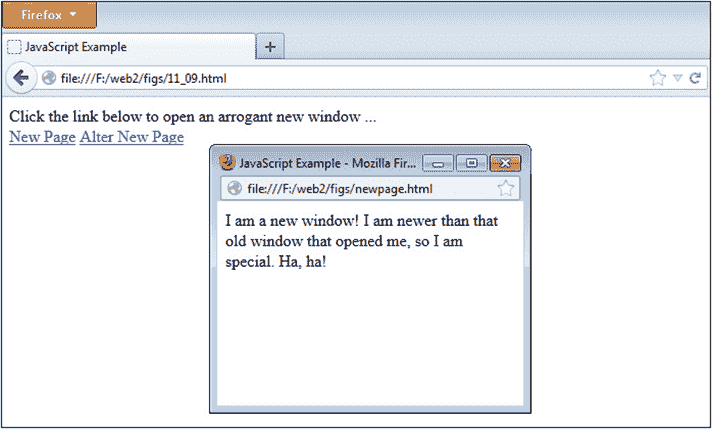 Firefox
JavaScript Example
file:///F:/web2/figs/11_09.html
Click the link below to open an arrogant new window ...
New Page Alter New Page
JavaScript Example - Mozilla Fir...
file:///F:/web2/figs/newpage.html
I am a new window! I am newer than that
old window that opened me, so I am
special. Ha, ha!